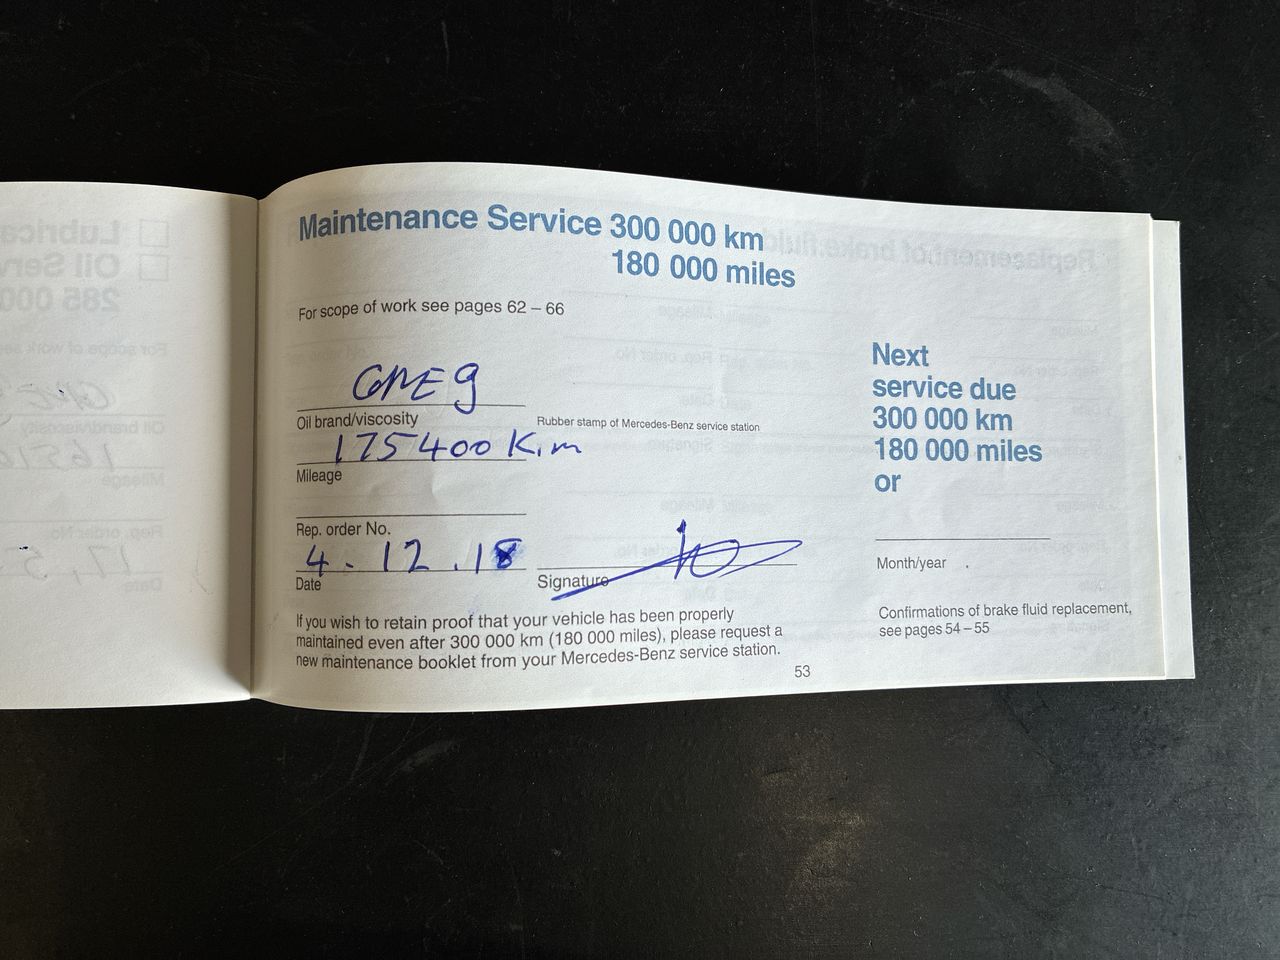 Maintenance Service 300 000 km
180 000 miles
For scope of work see pages 62 – 66
GREG
Oil brand/viscosity
Rubber stamp of Mercedes-Benz service station
175400 K.m
Mileage
Rep. order No.
4 . 12 . 18
Date
Signature
If you wish to retain proof that your vehicle has been properly
maintained even after 300 000 km (180 000 miles), please request a
new maintenance booklet from your Mercedes-Benz service station.
53
Next
service due
300 000 km
180 000 miles
or
Month/year
Confirmations of brake fluid replacement,
see pages 54 – 55